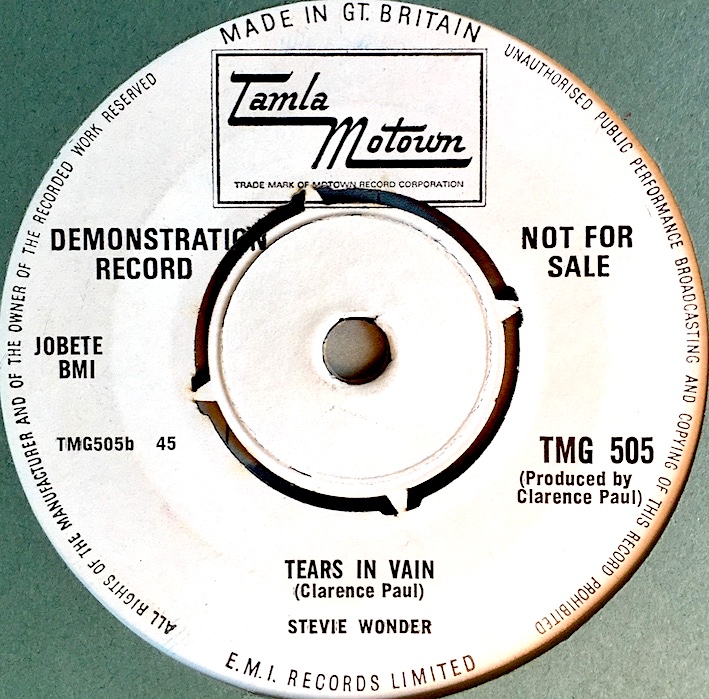 MADE IN GT. BRITAIN
UNAUTHORISED PUBLIC PERFORMANCE BROADCASTING AND COPYING OF THIS RECORD PROHIBITED
ALL RIGHTS OF THE MANUFACTURER AND OF THE OWNER OF THE RECORDED WORK RESERVED
Tamla
Motown
TRADE MARK OF MOTOWN RECORD CORPORATION
DEMONSTRATION
RECORD
NOT FOR
SALE
JOBETE
BMI
TMG505b 45
TMG 505
(Produced by
Clarence Paul)
TEARS IN VAIN
(Clarence Paul)
STEVIE WONDER
E.M.I. RECORDS LIMITED